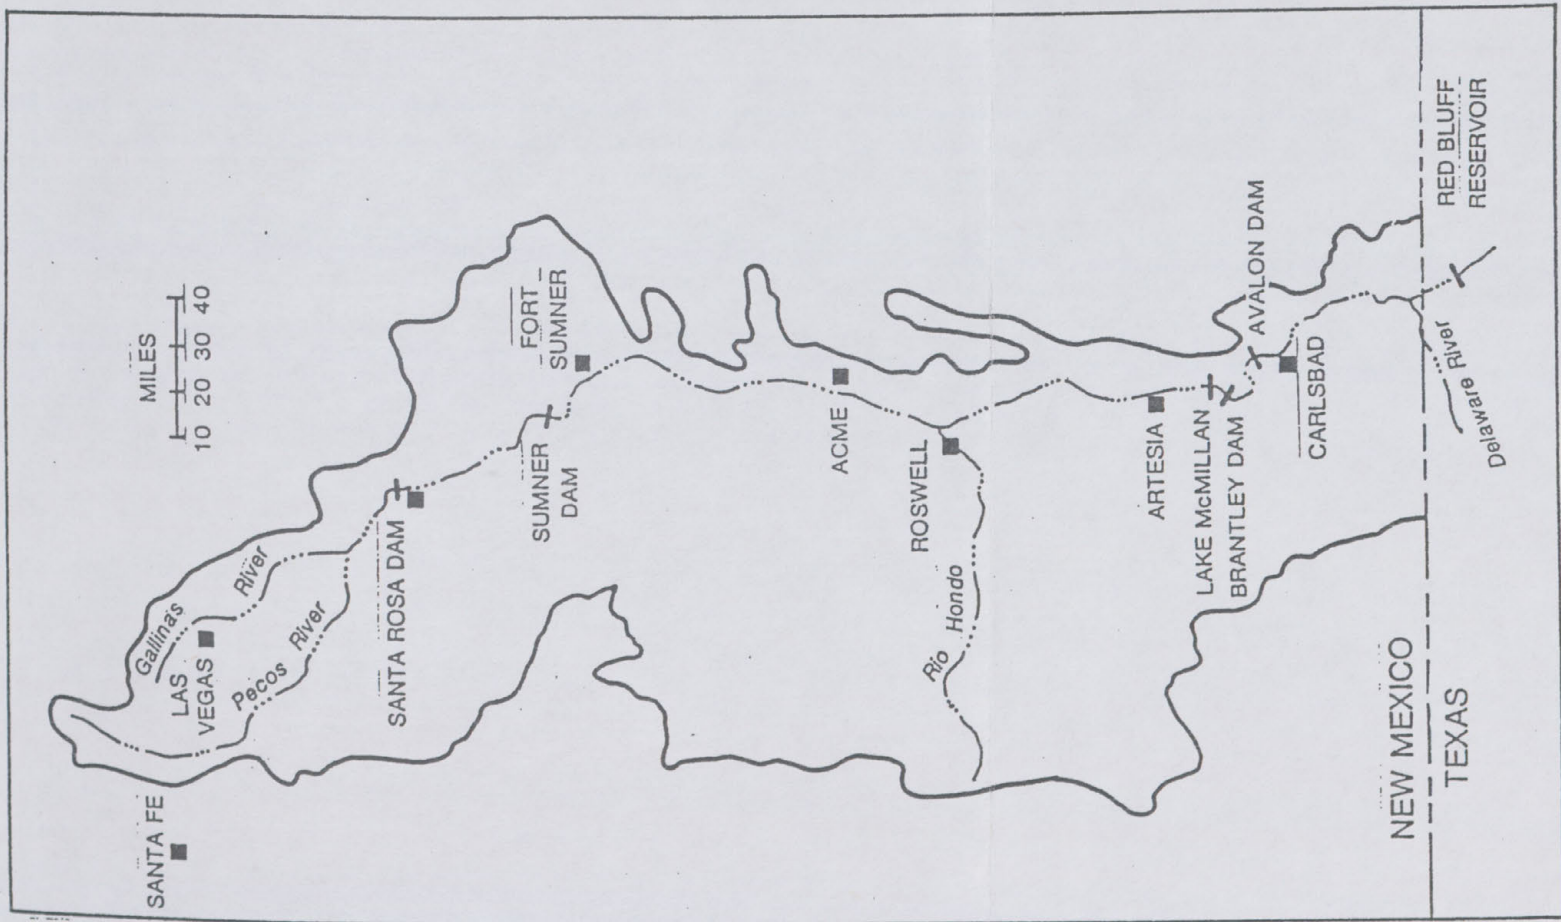 MILES
10 20 30 40
SANTA FE
Gallinas River
LAS
VEGAS
Pecos River
SANTA ROSA DAM
SUMNER
DAM
FORT
SUMNER
ACME
ROSWELL
Rio Hondo
ARTESIA
LAKE McMILLAN
BRANTLEY DAM
AVALON DAM
CARLSBAD
RED BLUFF
RESERVOIR
Delaware River
NEW MEXICO
TEXAS